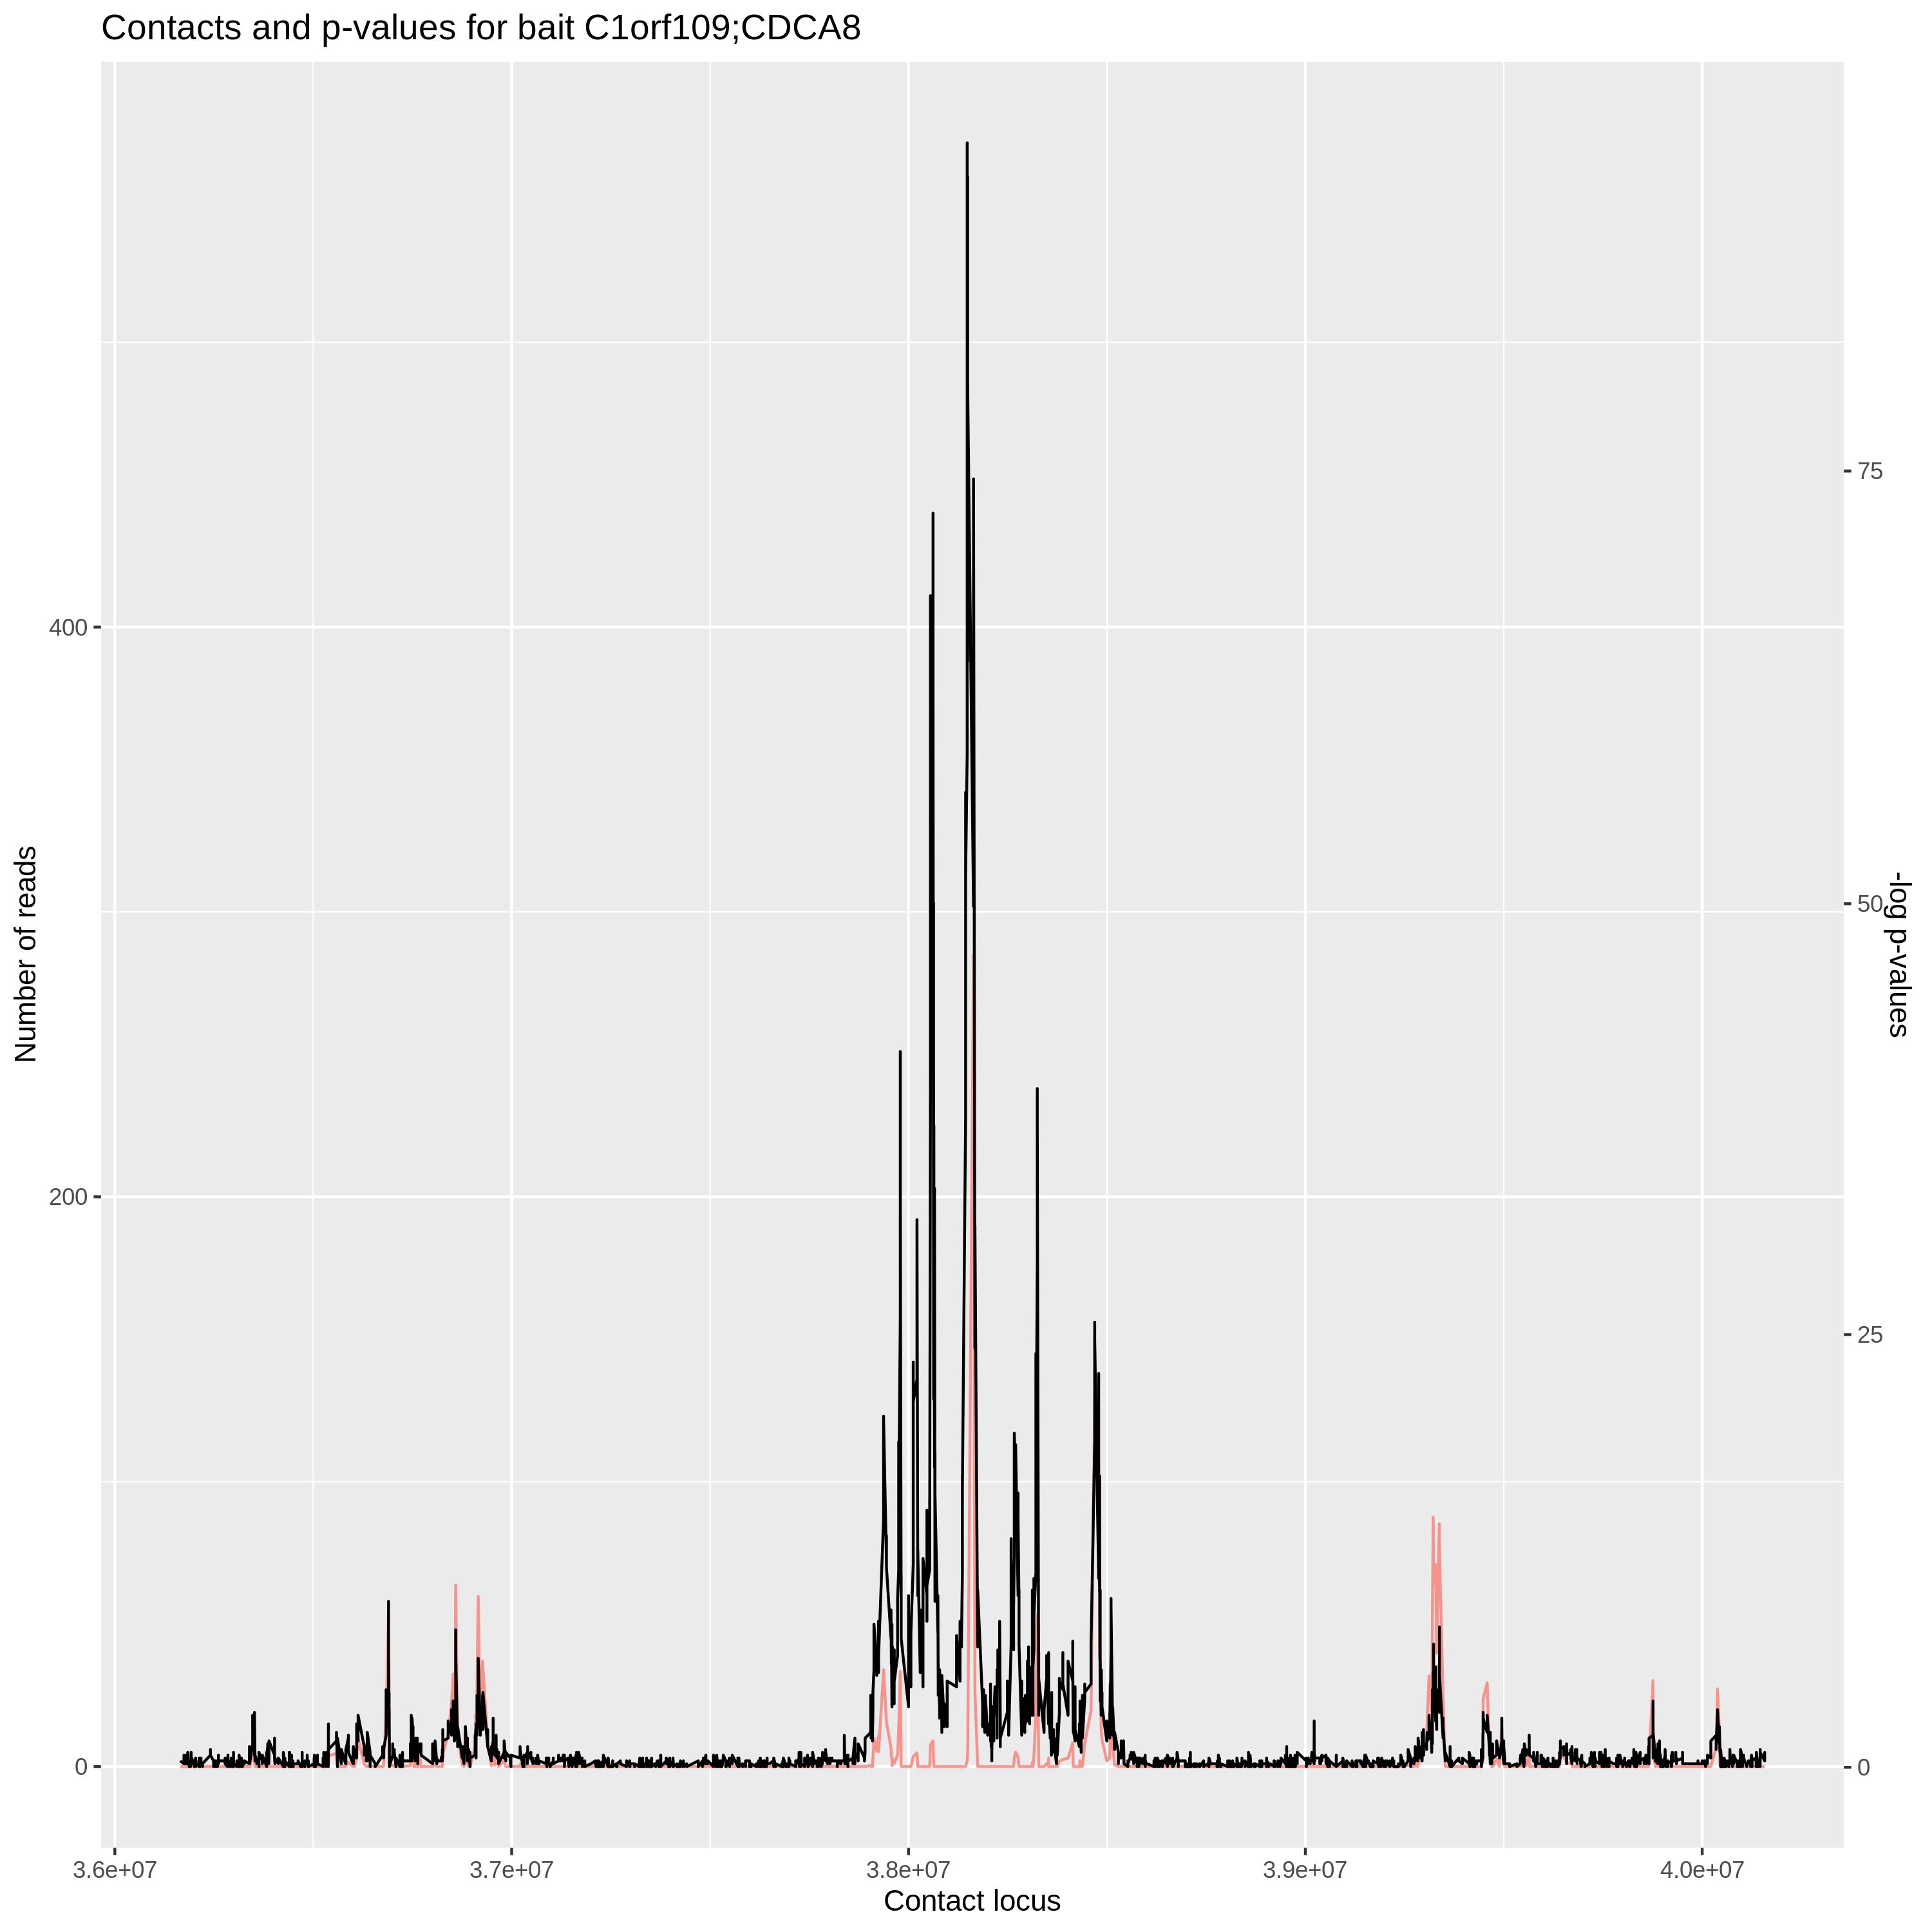 Contacts and p-values for bait C1orf109;CDCA8
Number of reads
400
200
0
75
50
25
0
-log p-values
3.6e+07
3.7e+07
3.8e+07
3.9e+07
4.0e+07
Contact locus